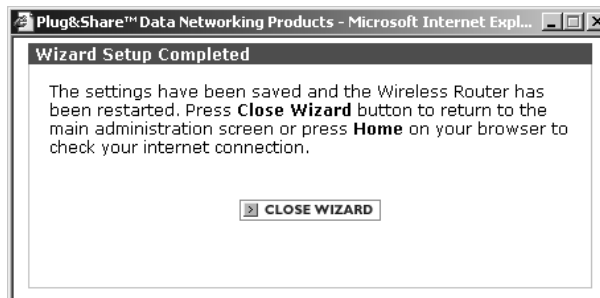 Plug&Share™ Data Networking Products - Microsoft Internet Expl...
Wizard Setup Completed
The settings have been saved and the Wireless Router has
been restarted. Press Close Wizard button to return to the
main administration screen or press Home on your browser to
check your internet connection.
CLOSE WIZARD